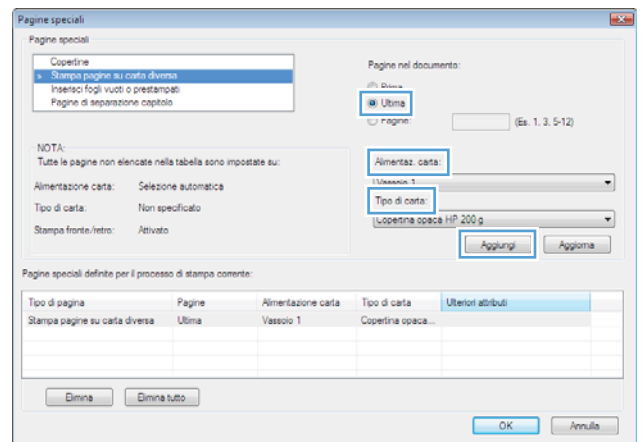 Pagine speciali
Pagine speciali
Copertine
» Stampa pagine su carta diversa
Inserisci fogli vuoti o prestampati
Pagine di separazione capitolo
Pagine nel documento:
Prima
Ultima
Pagine:
(Es. 1, 3, 5-12)
NOTA:
Tutte le pagine non elencate nella tabella sono impostate su:
Alimentazione carta: Selezione automatica
Tipo di carta: Non specificato
Stampa fronte/retro: Attivato
Alimentaz. carta:
Vassoio 1
Tipo di carta:
Copertina opaca HP 200 g
Aggiungi Aggiorna
Pagine speciali definite per il processo di stampa corrente:
Tipo di pagina Pagine Alimentazione carta Tipo di carta Ulteriori attributi
Stampa pagine su carta diversa Ultima Vassoio 1 Copertina opaca...
Elimina Elimina tutto
OK Annulla